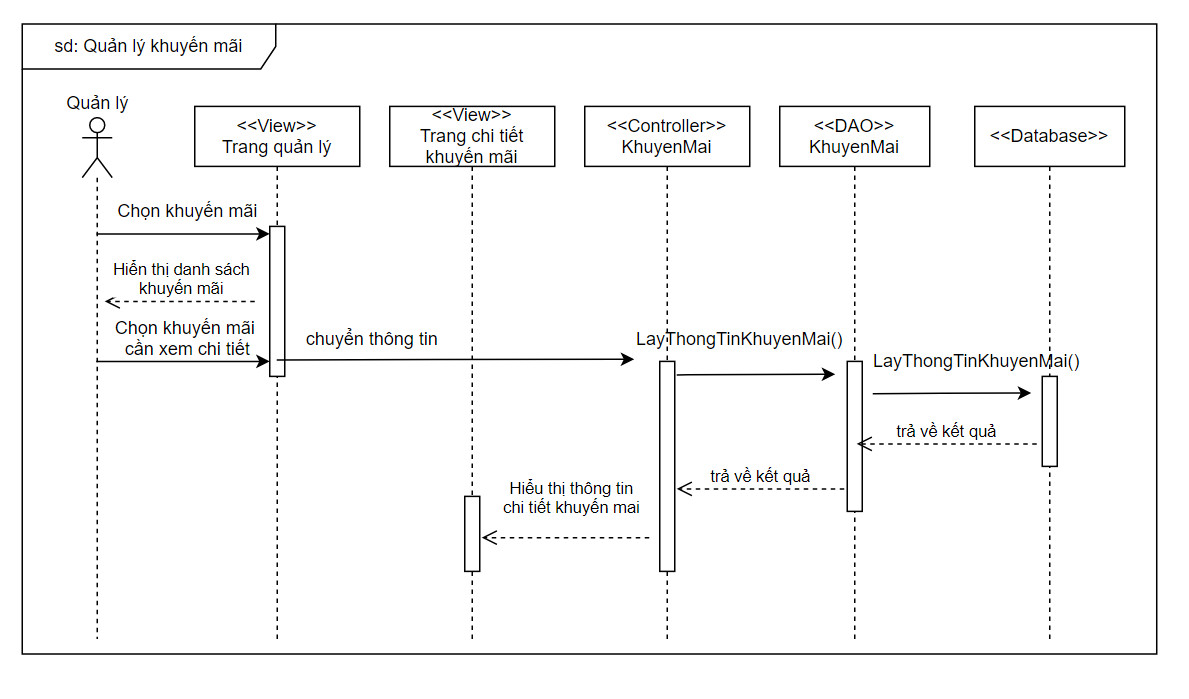 sd: Quản lý khuyến mãi
Quản lý
<<View>>
Trang quản lý
<<View>>
Trang chi tiết
khuyến mãi
<<Controller>>
KhuyenMai
<<DAO>>
KhuyenMai
<<Database>>
Chọn khuyến mãi
Hiển thị danh sách
khuyến mãi
Chọn khuyến mãi
cần xem chi tiết
chuyển thông tin
LayThongTinKhuyenMai()
LayThongTinKhuyenMai()
trả về kết quả
trả về kết quả
Hiểu thị thông tin
chi tiết khuyến mai